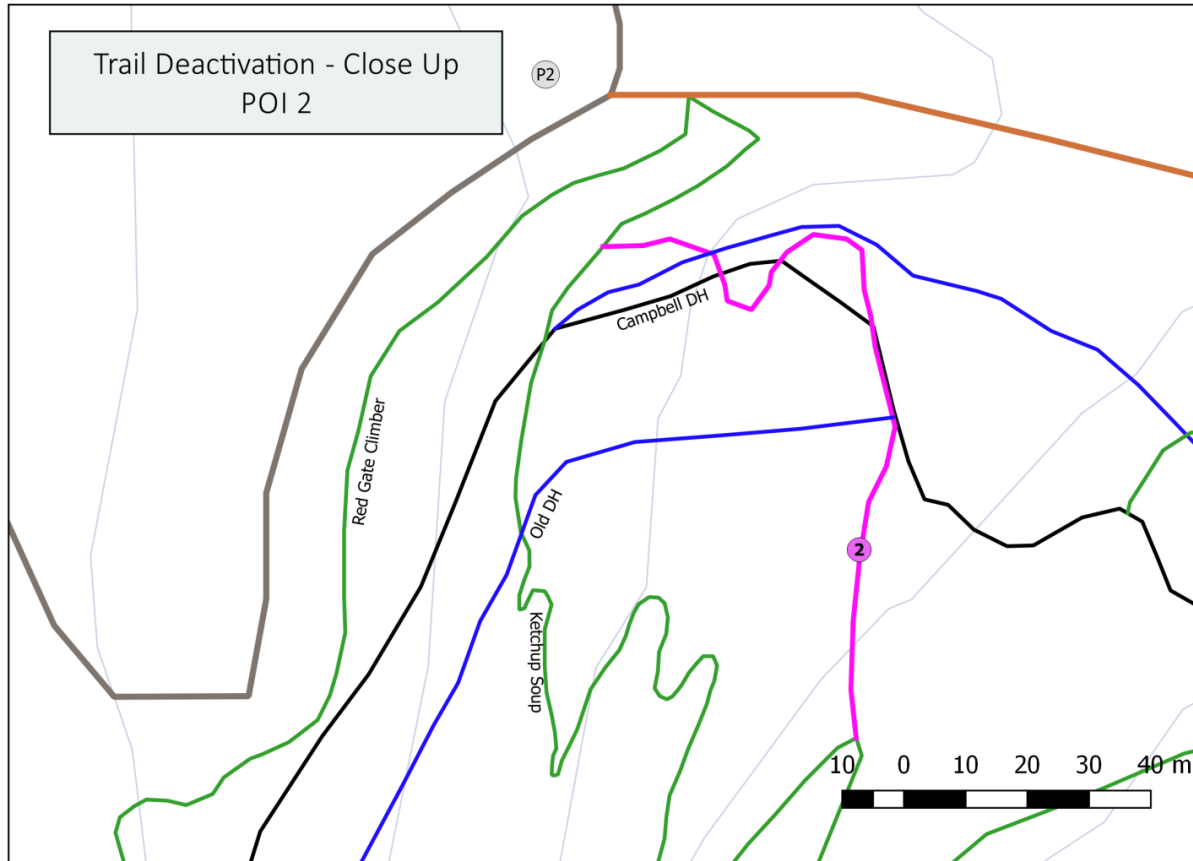 Trail Deactivation - Close Up
POI 2
P2
Campbell DH
Red Gate Climber
Old DH
2
Ketchup Soup
10 0 10 20 30 40 m